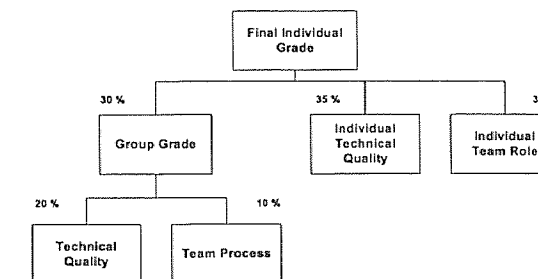 Final Individual
Grade
30 %
35 %
3
Group Grade
Individual
Technical
Quality
Individual
Team Role
20 %
10 %
Technical
Quality
Team Process